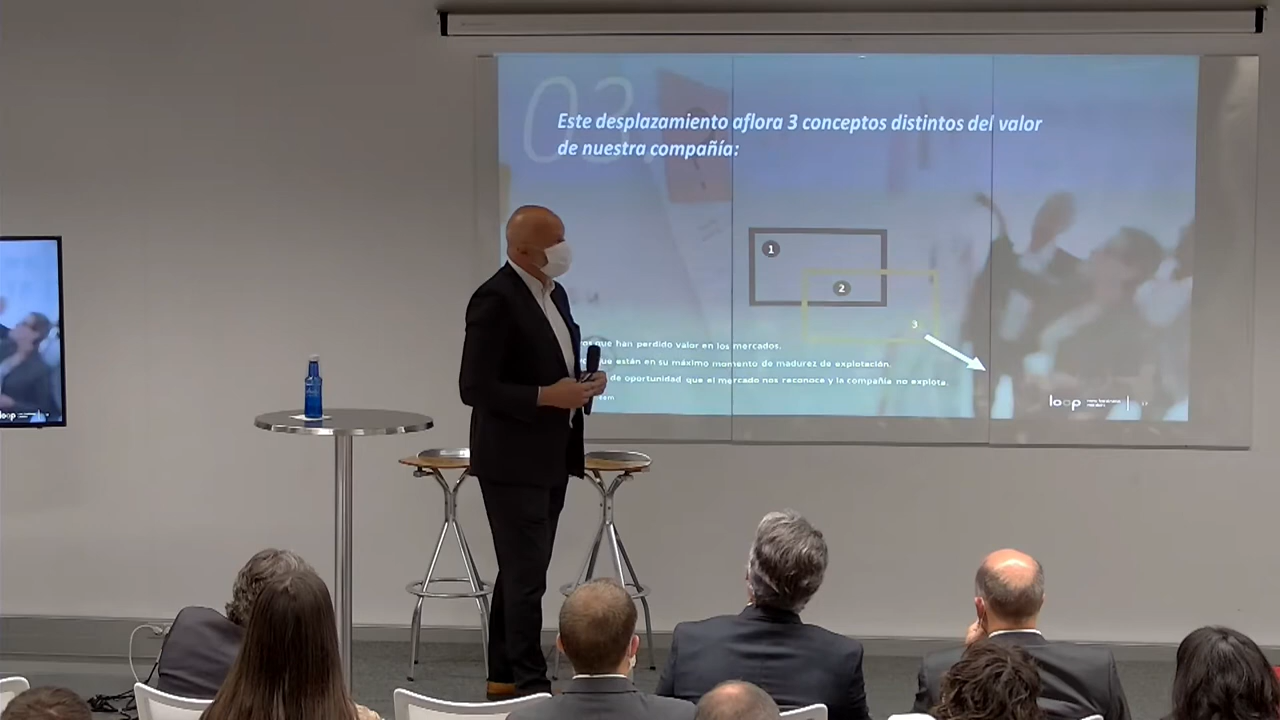 03.
Este desplazamiento aflora 3 conceptos distintos del valor
de nuestra compañía:
1
2
3
que han perdido valor en los mercados.
que están en su máximo momento de madurez de explotación.
de oportunidad que el mercado nos reconoce y la compañía no explota.
loop
loop